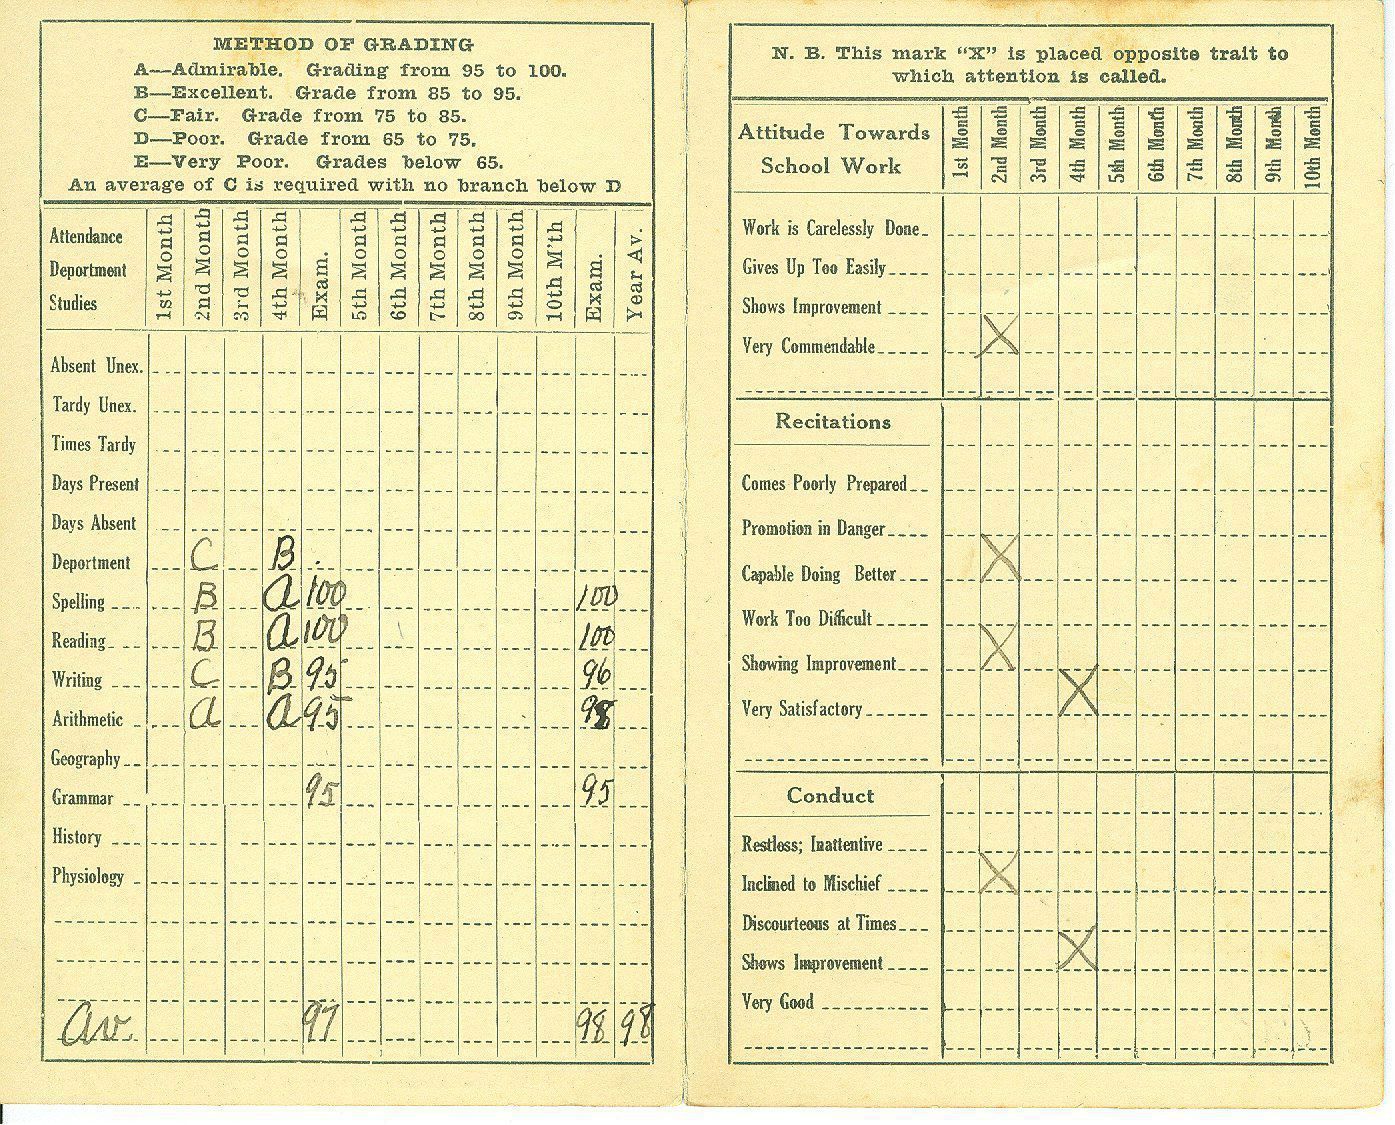 METHOD OF GRADING
A—Admirable. Grading from 95 to 100.
B—Excellent. Grade from 85 to 95.
C—Fair. Grade from 75 to 85.
D—Poor. Grade from 65 to 75.
E—Very Poor. Grades below 65.
An average of C is required with no branch below D
Attendance
Department
Studies
1st Month 2nd Month 3rd Month 4th Month Exam. 5th Month 6th Month 7th Month 8th Month 9th Month 10th M'th Exam. Year Av.
Absent Unex.
Tardy Unex.
Times Tardy
Days Present
Days Absent
Deportment C B
Spelling B A 100 100
Reading B A 100 100
Writing C B 95 96
Arithmetic A A 95 98
Geography
Grammar 95 95
History
Physiology
Av. 97 98 98
N. B. This mark "X" is placed opposite trait to
which attention is called.
Attitude Towards
School Work
1st Month 2nd Month 3rd Month 4th Month 5th Month 6th Month 7th Month 8th Month 9th Month 10th Month
Work is Carelessly Done
Gives Up Too Easily
Shows Improvement
Very Commendable X
Recitations
Comes Poorly Prepared
Promotion in Danger
Capable Doing Better X
Work Too Difficult
Showing Improvement X
Very Satisfactory X
Conduct
Restless; Inattentive
Inclined to Mischief X
Discourteous at Times
Shows Improvement X
Very Good